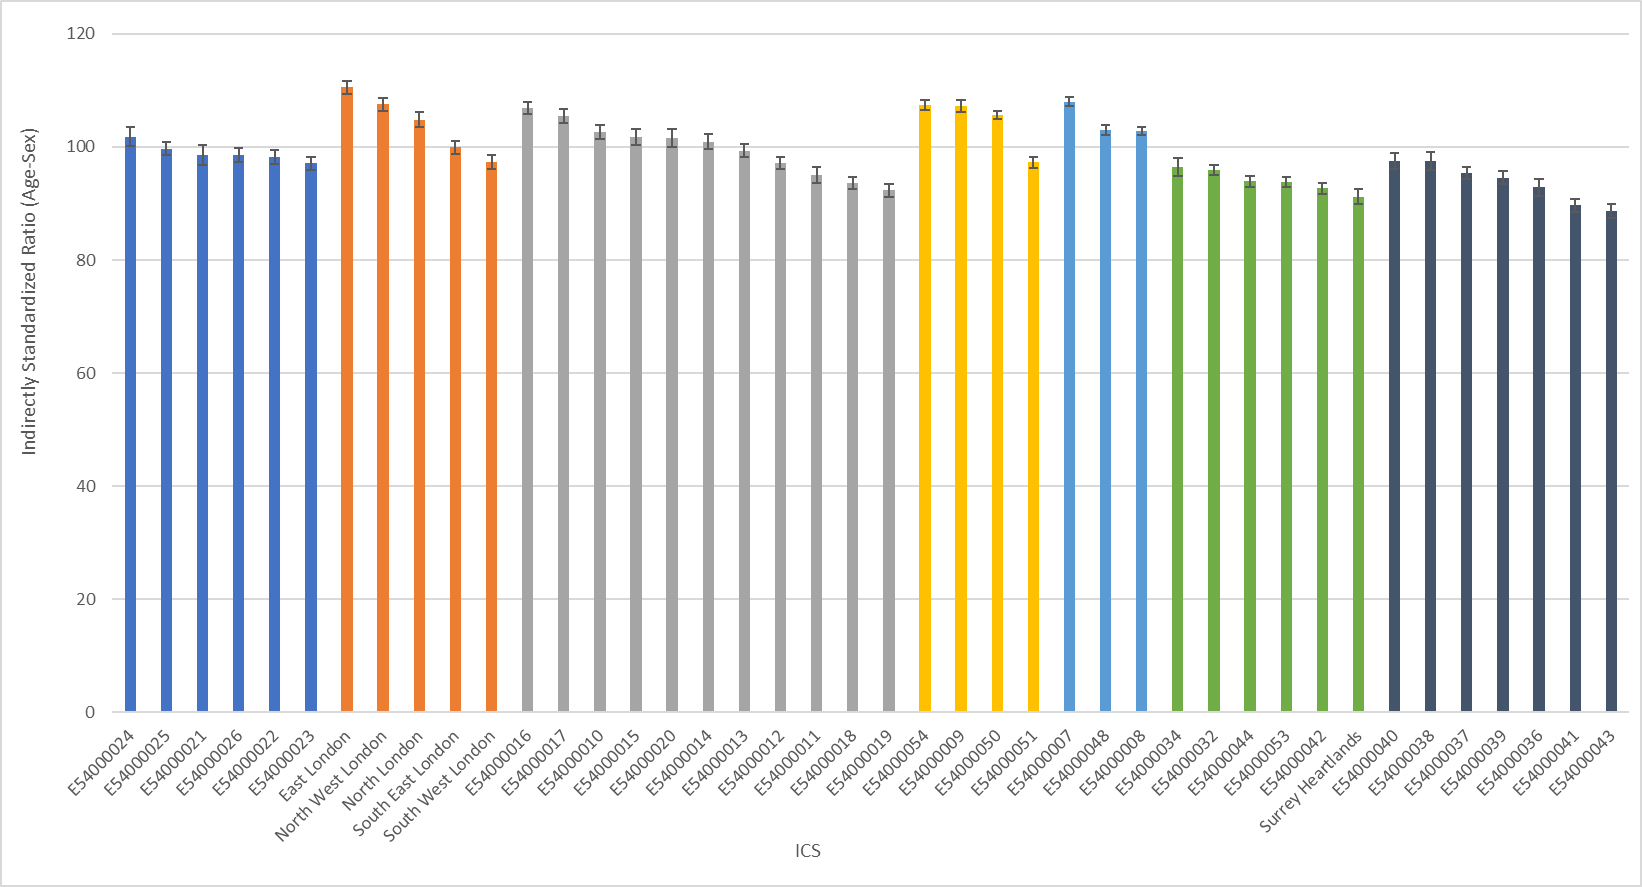 120
100
80
60
40
20
0
Indirectly Standardized Ratio (Age-Sex)
E54000024
E54000025
E54000021
E54000026
E54000022
E54000023
East London
North West London
North London
South East London
South West London
E54000016
E54000017
E54000010
E54000015
E54000020
E54000014
E54000013
E54000012
E54000011
E54000018
E54000019
E54000054
E54000009
E54000050
E54000051
E54000007
E54000048
E54000008
E54000034
E54000032
E54000044
E54000053
E54000042
Surrey Heartlands
E54000040
E54000038
E54000037
E54000039
E54000036
E54000041
E54000043
ICS